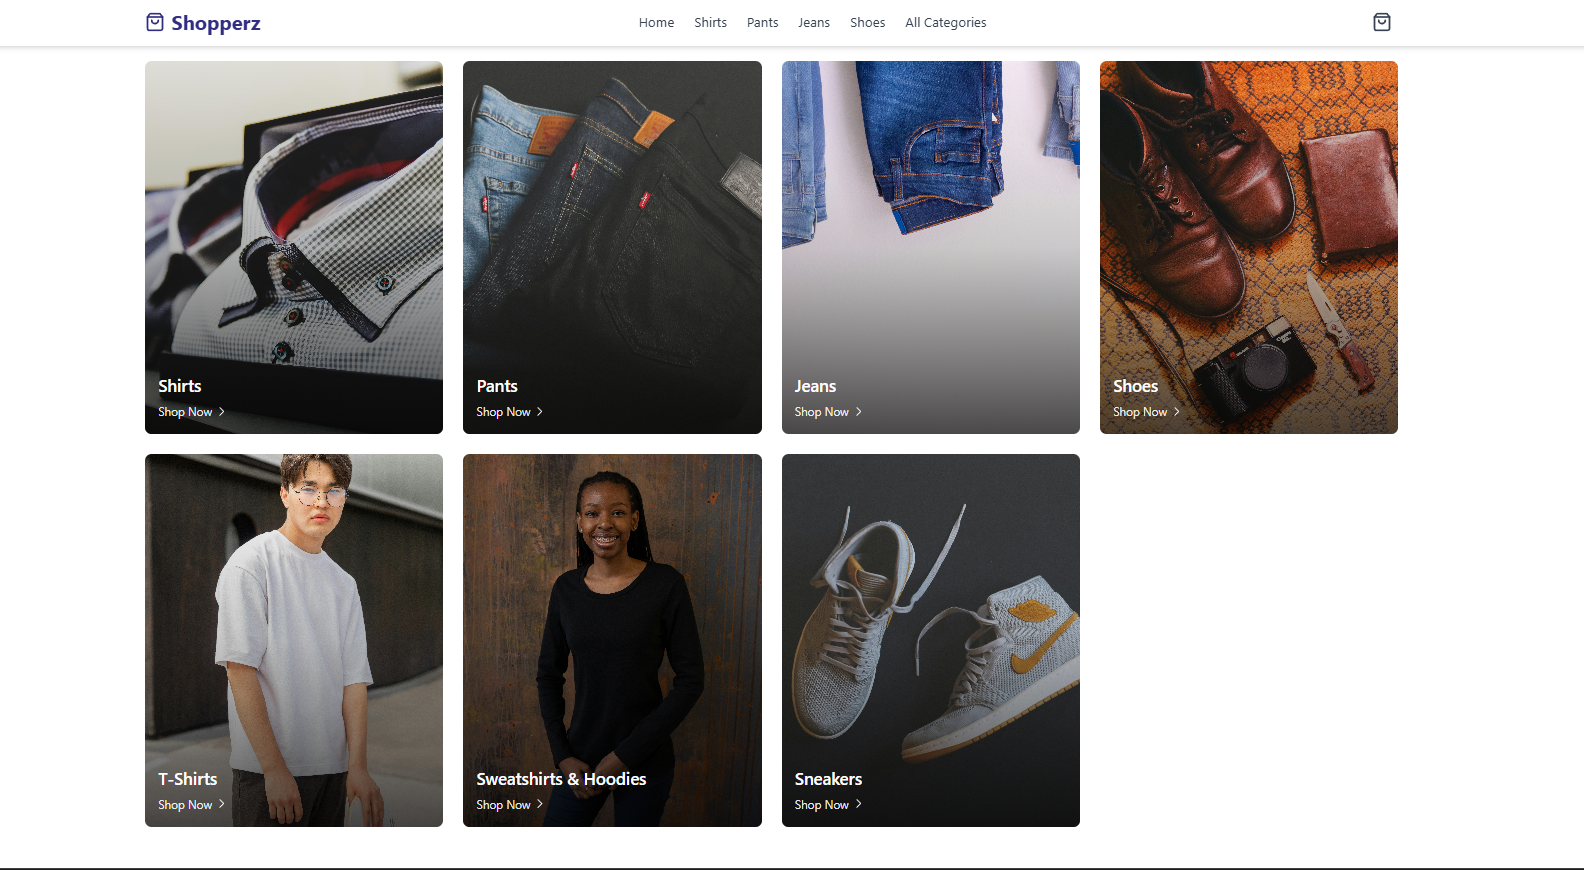 Shopperz
Home Shirts Pants Jeans Shoes All Categories
Shirts
Shop Now
Pants
Shop Now
Jeans
Shop Now
Shoes
Shop Now
T-Shirts
Shop Now
Sweatshirts & Hoodies
Shop Now
Sneakers
Shop Now